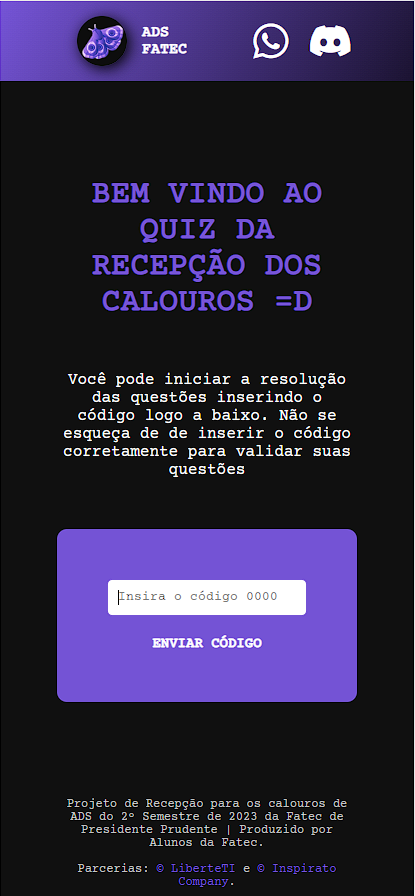 ADS
FATEC
BEM VINDO AO
QUIZ DA
RECEPÇÃO DOS
CALOUROS =D
Você pode iniciar a resolução
das questões inserindo o
código logo a baixo. Não se
esqueça de de inserir o código
corretamente para validar suas
questões
Insira o código 0000
ENVIAR CÓDIGO
Projeto de Recepção para os calouros de
ADS do 2º Semestre de 2023 da Fatec de
Presidente Prudente | Produzido por
Alunos da Fatec.
Parcerias: © LiberteTI e © Inspirato
Company.